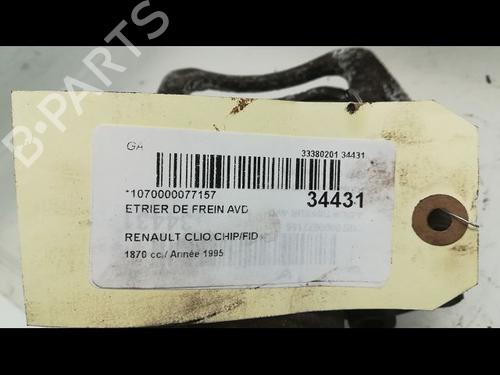 B-PARTS
GA
33380201 34431
*1070000077157
34431
ETRIER DE FREIN AVD
RENAULT CLIO CHIP/FID
1870 cc./ Année 1995